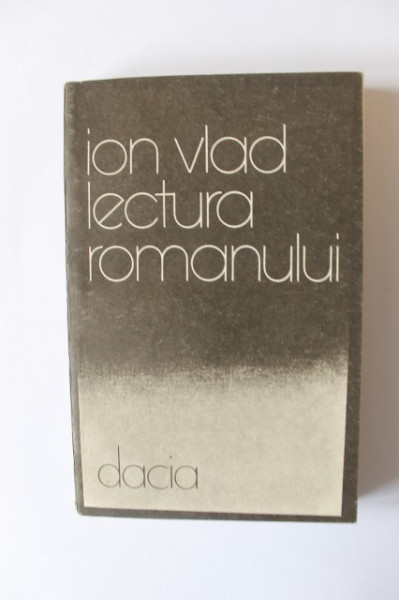 ion vlad
lectura
romanului
dacia